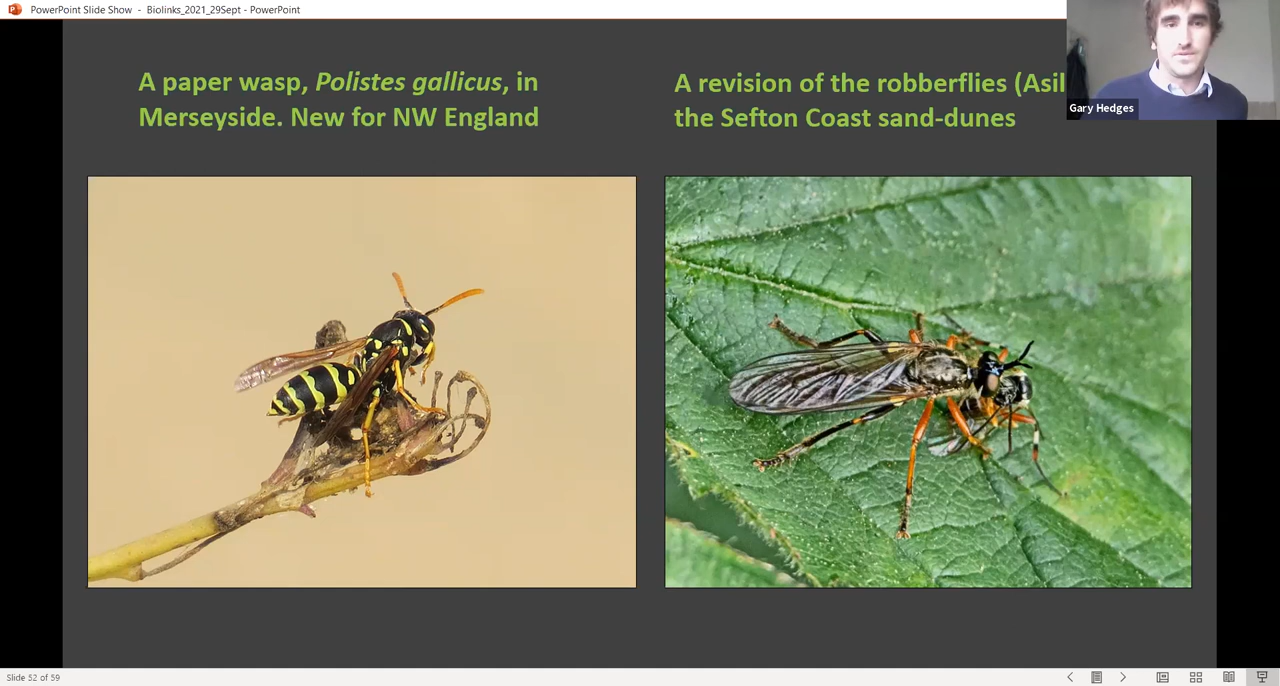 PowerPoint Slide Show - Biolinks_2021_29Sept - PowerPoint
A paper wasp, Polistes gallicus, in
Merseyside. New for NW England
A revision of the robberflies (Asil
the Sefton Coast sand-dunes
Gary Hedges
Slide 52 of 59